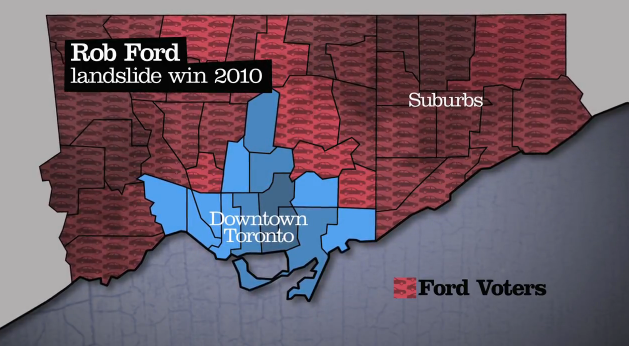 Rob Ford
landslide win 2010
Suburbs
Downtown
Toronto
Ford Voters